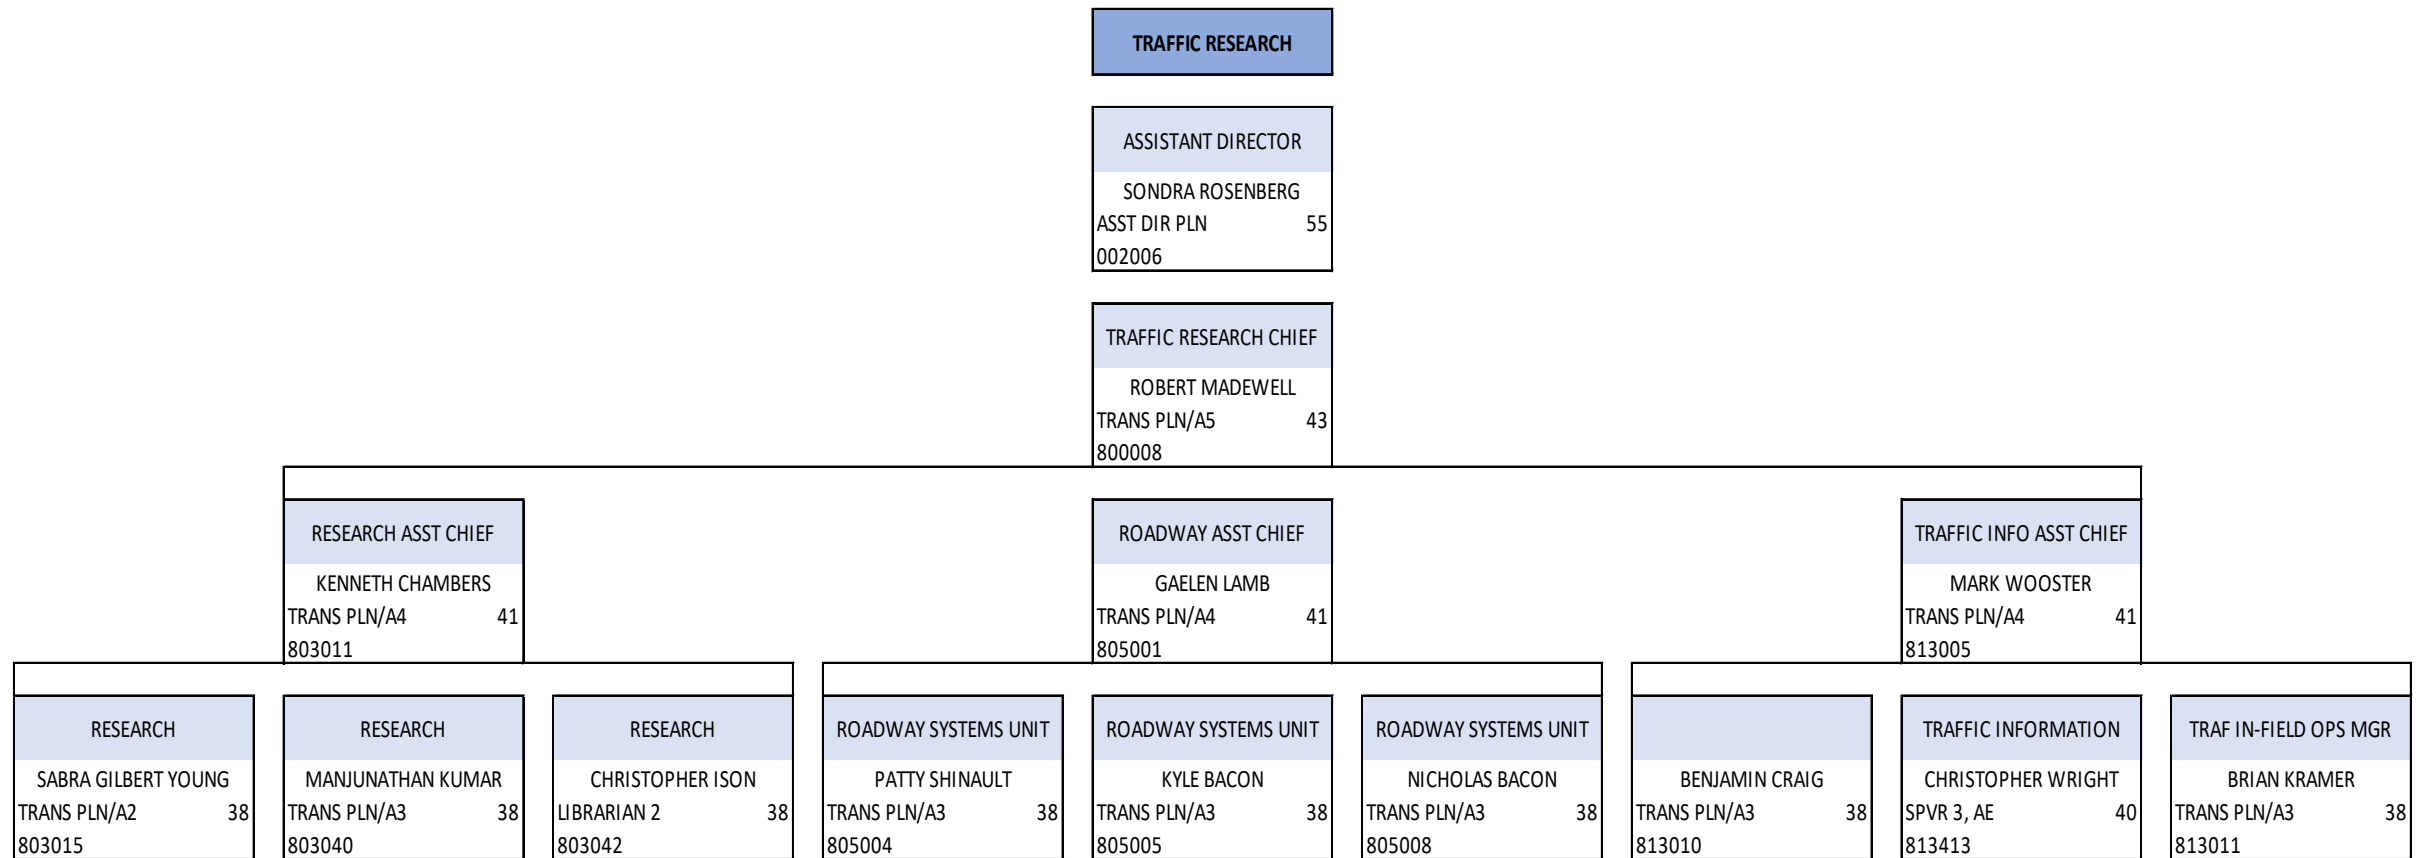 TRAFFIC RESEARCH
ASSISTANT DIRECTOR
SONDRA ROSENBERG
ASST DIR PLN 55
002006
TRAFFIC RESEARCH CHIEF
ROBERT MADEWELL
TRANS PLN/A5 43
800008
RESEARCH ASST CHIEF
KENNETH CHAMBERS
TRANS PLN/A4 41
803011
ROADWAY ASST CHIEF
GAELEN LAMB
TRANS PLN/A4 41
805001
TRAFFIC INFO ASST CHIEF
MARK WOOSTER
TRANS PLN/A4 41
813005
RESEARCH
SABRA GILBERT YOUNG
TRANS PLN/A2 38
803015
RESEARCH
MANJUNATHAN KUMAR
TRANS PLN/A3 38
803040
RESEARCH
CHRISTOPHER ISON
LIBRARIAN 2 38
803042
ROADWAY SYSTEMS UNIT
PATTY SHINAULT
TRANS PLN/A3 38
805004
ROADWAY SYSTEMS UNIT
KYLE BACON
TRANS PLN/A3 38
805005
ROADWAY SYSTEMS UNIT
NICHOLAS BACON
TRANS PLN/A3 38
805008
BENJAMIN CRAIG
TRANS PLN/A3 38
813010
TRAFFIC INFORMATION
CHRISTOPHER WRIGHT
SPVR 3, AE 40
813413
TRAF IN-FIELD OPS MGR
BRIAN KRAMER
TRANS PLN/A3 38
813011